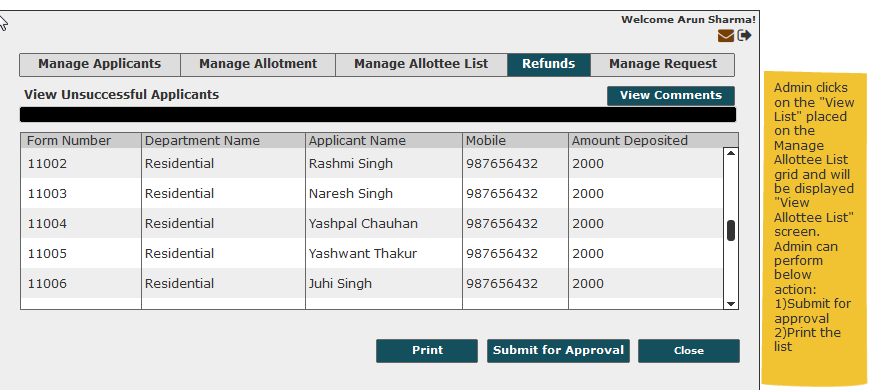 Welcome Arun Sharma!
Manage Applicants Manage Allotment Manage Allottee List Refunds Manage Request
View Unsuccessful Applicants View Comments
Form Number Department Name Applicant Name Mobile Amount Deposited
11002 Residential Rashmi Singh 987656432 2000
11003 Residential Naresh Singh 987656432 2000
11004 Residential Yashpal Chauhan 987656432 2000
11005 Residential Yashwant Thakur 987656432 2000
11006 Residential Juhi Singh 987656432 2000
Print Submit for Approval Close
Admin clicks
on the "View
List" placed
on the
Manage
Allottee List
grid and will
be displayed
"View
Allottee List"
screen.
Admin can
perform
below
action:
1)Submit for
approval
2)Print the
list